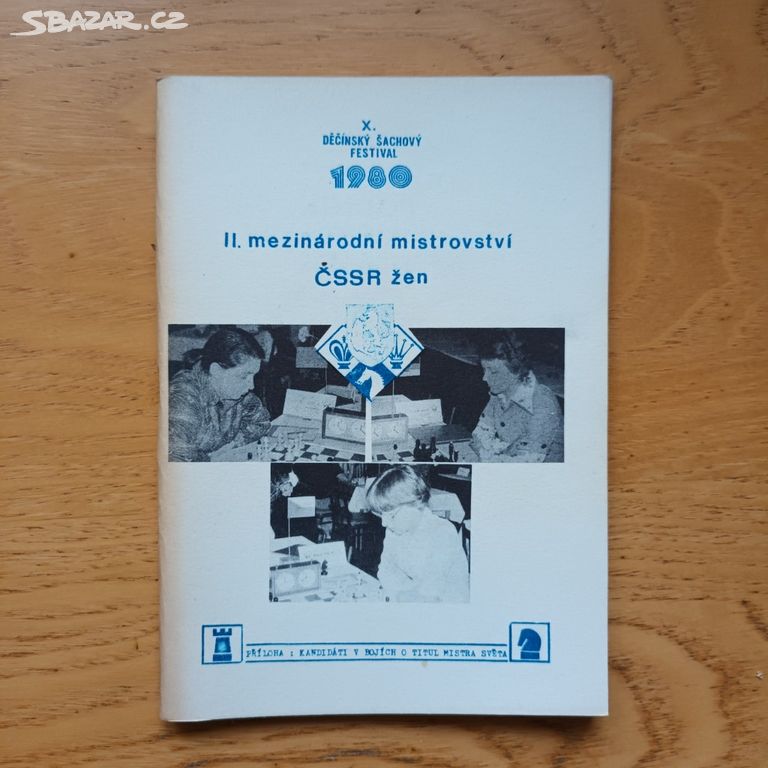 SBAZAR.CZ
X.
DĚČÍNSKÝ ŠACHOVÝ
FESTIVAL
1980
II. mezinárodní mistrovství
ČSSR žen
PŘÍLOHA : KANDIDÁTI V BOJÍCH O TITUL MISTRA SVĚTA